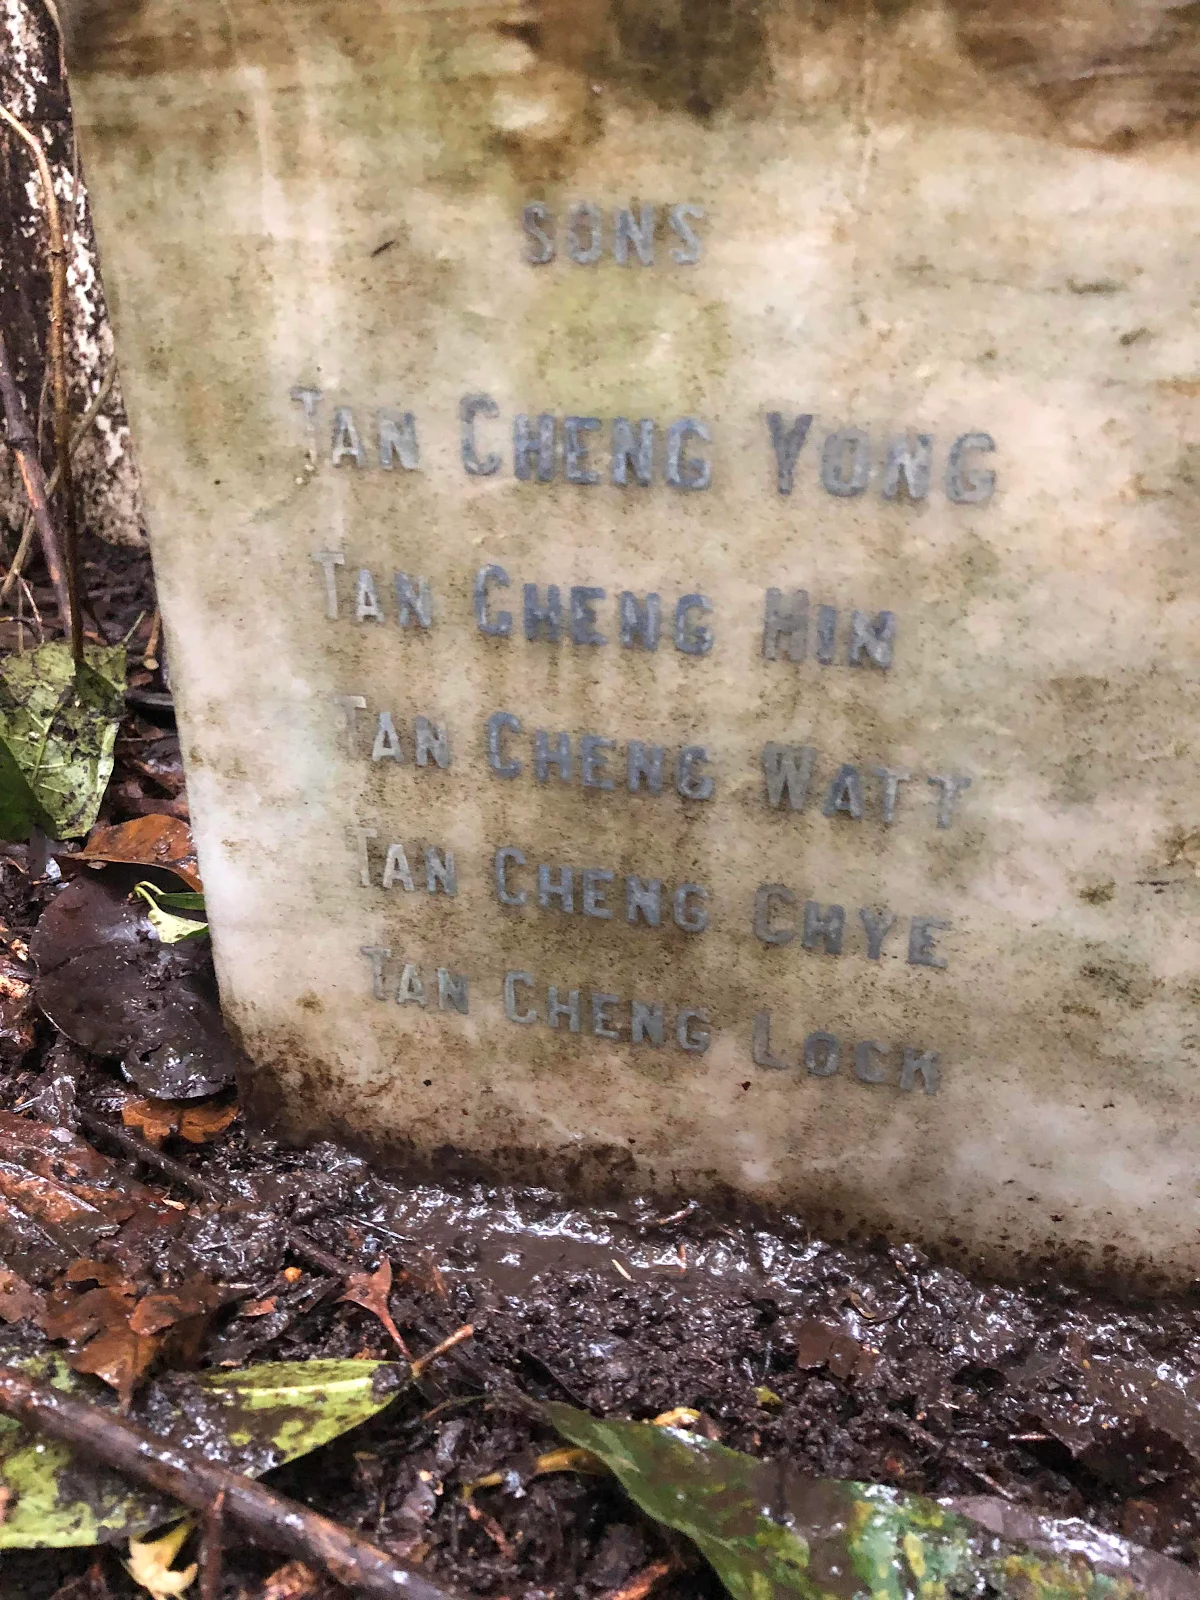 SONS
TAN CHENG YONG
TAN CHENG HIN
TAN CHENG WATT
TAN CHENG CHYE
TAN CHENG LOCK